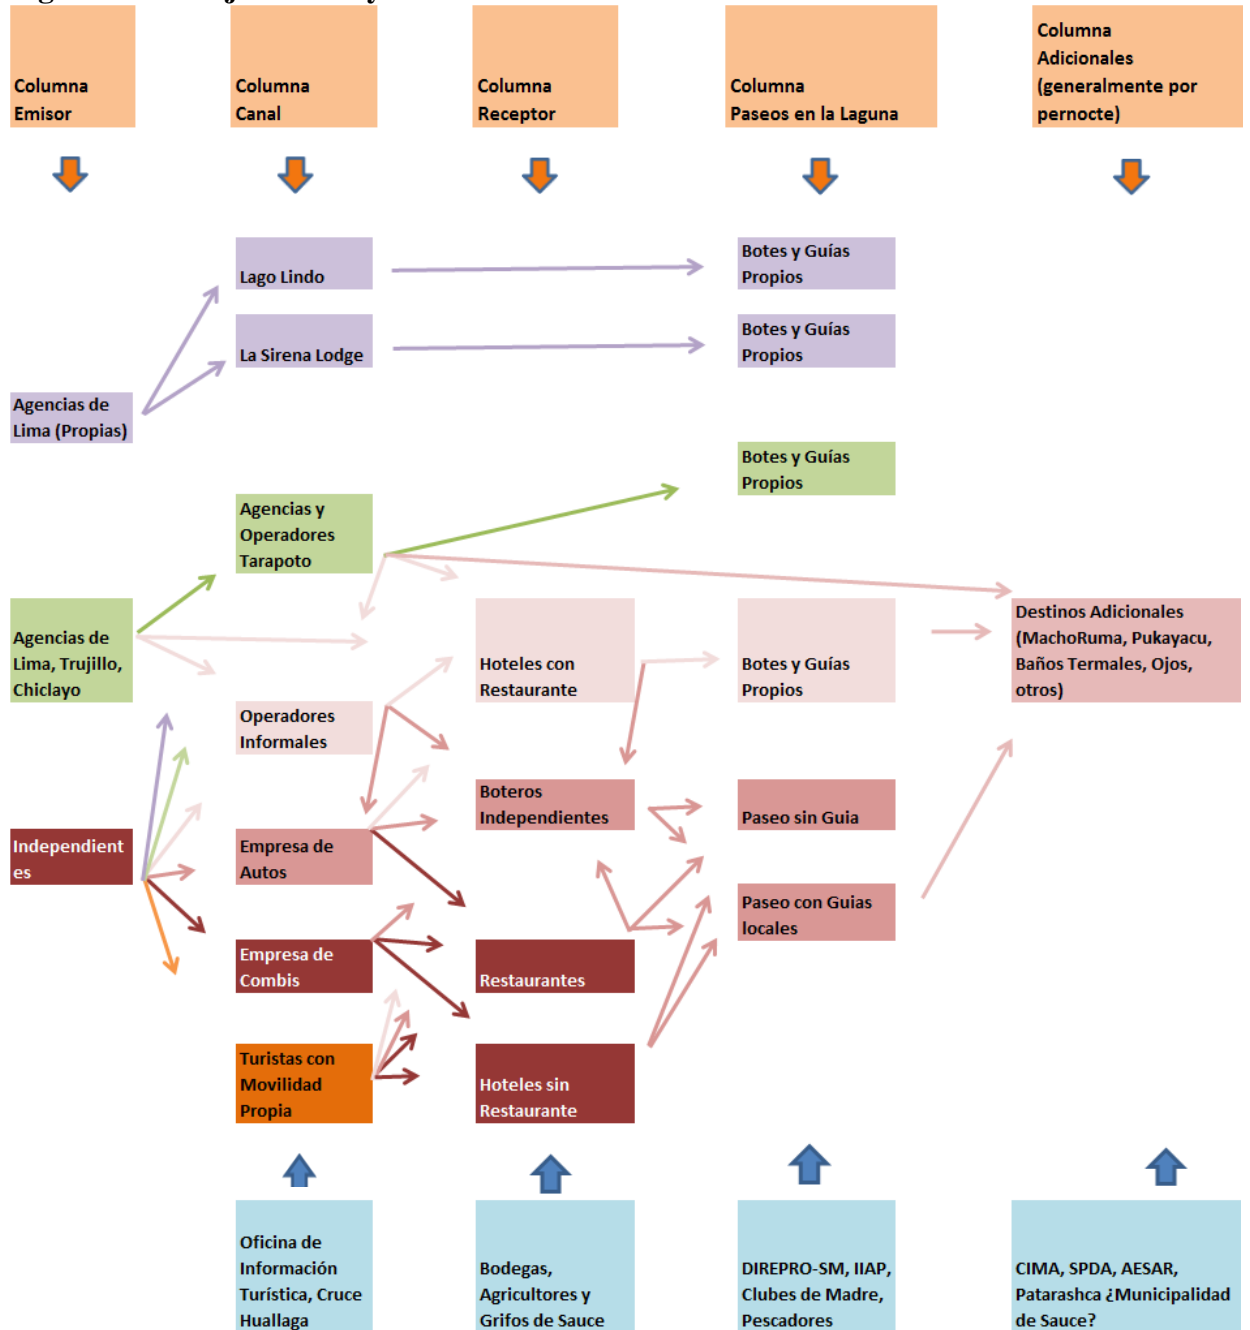 Columna
Emisor
Columna
Canal
Columna
Receptor
Columna
Paseos en la Laguna
Columna
Adicionales
(generalmente por
pernocte)
Lago Lindo
Botes y Guías
Propios
La Sirena Lodge
Botes y Guías
Propios
Agencias de
Lima (Propias)
Botes y Guías
Propios
Agencias y
Operadores
Tarapoto
Agencias de
Lima, Trujillo,
Chiclayo
Hoteles con
Restaurante
Botes y Guías
Propios
Destinos Adicionales
(MachoRuma, Pukayacu,
Baños Termales, Ojos,
otros)
Operadores
Informales
Boteros
Independientes
Paseo sin Guia
Independient
es
Empresa de
Autos
Paseo con Guias
locales
Empresa de
Combis
Restaurantes
Turistas con
Movilidad
Propia
Hoteles sin
Restaurante
Oficina de
Información
Turística, Cruce
Huallaga
Bodegas,
Agricultores y
Grifos de Sauce
DIREPRO-SM, IIAP,
Clubes de Madre,
Pescadores
CIMA, SPDA, AESAR,
Patarashca ¿Municipalidad
de Sauce?